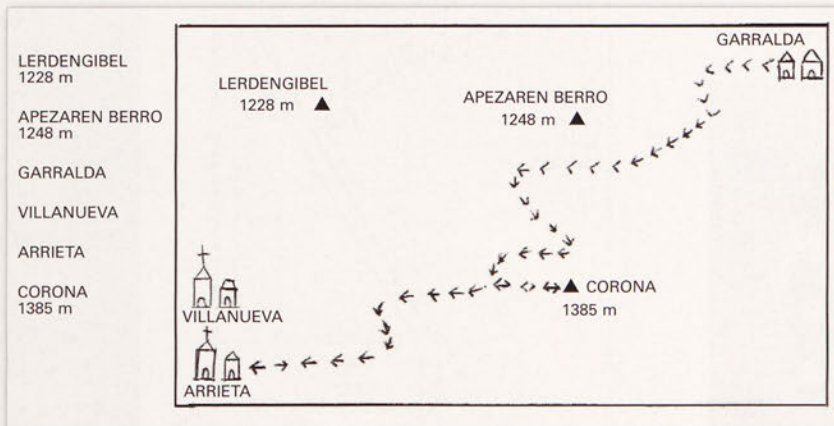 LERDENGIBEL
1228 m
APEZAREN BERRO
1248 m
GARRALDA
VILLANUEVA
ARRIETA
CORONA
1385 m
GARRALDA
LERDENGIBEL
1228 m
APEZAREN BERRO
1248 m
CORONA
1385 m
VILLANUEVA
ARRIETA